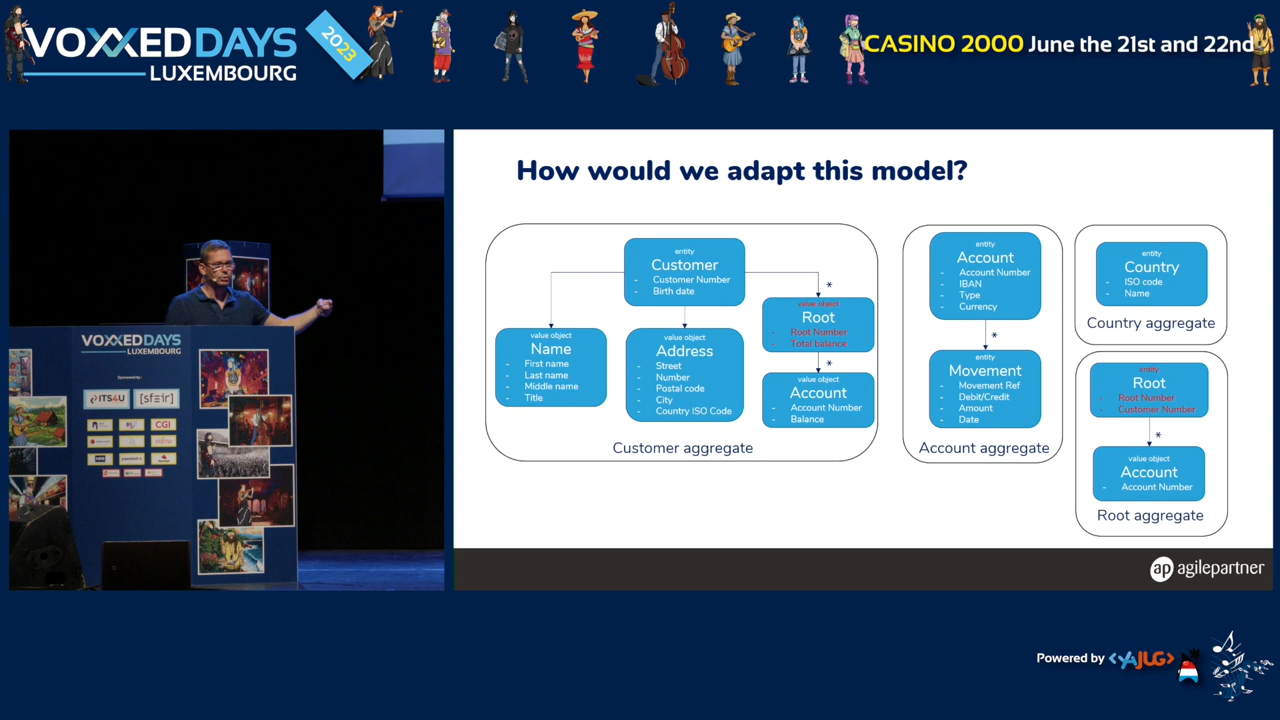 VOXXEDDAYS
LUXEMBOURG
2023
CASINO 2000 June the 21st and 22nd
VOXXEDDAYS
LUXEMBOURG
Sponsored by :
ITS4U
[sfeir]
CGI
How would we adapt this model?
entity
Customer
- Customer Number
- Birth date
value object
Name
- First name
- Last name
- Middle name
- Title
value object
Address
- Street
- Number
- Postal code
- City
- Country ISO Code
*
value object
Root
- Root Number
- Total balance
*
value object
Account
- Account Number
- Balance
Customer aggregate
entity
Account
- Account Number
- IBAN
- Type
- Currency
*
entity
Movement
- Movement Ref
- Debit/Credit
- Amount
- Date
Account aggregate
entity
Country
- ISO code
- Name
Country aggregate
entity
Root
- Root Number
- Customer Number
*
value object
Account
- Account Number
Root aggregate
ap agilepartner
Powered by <YAJUG>